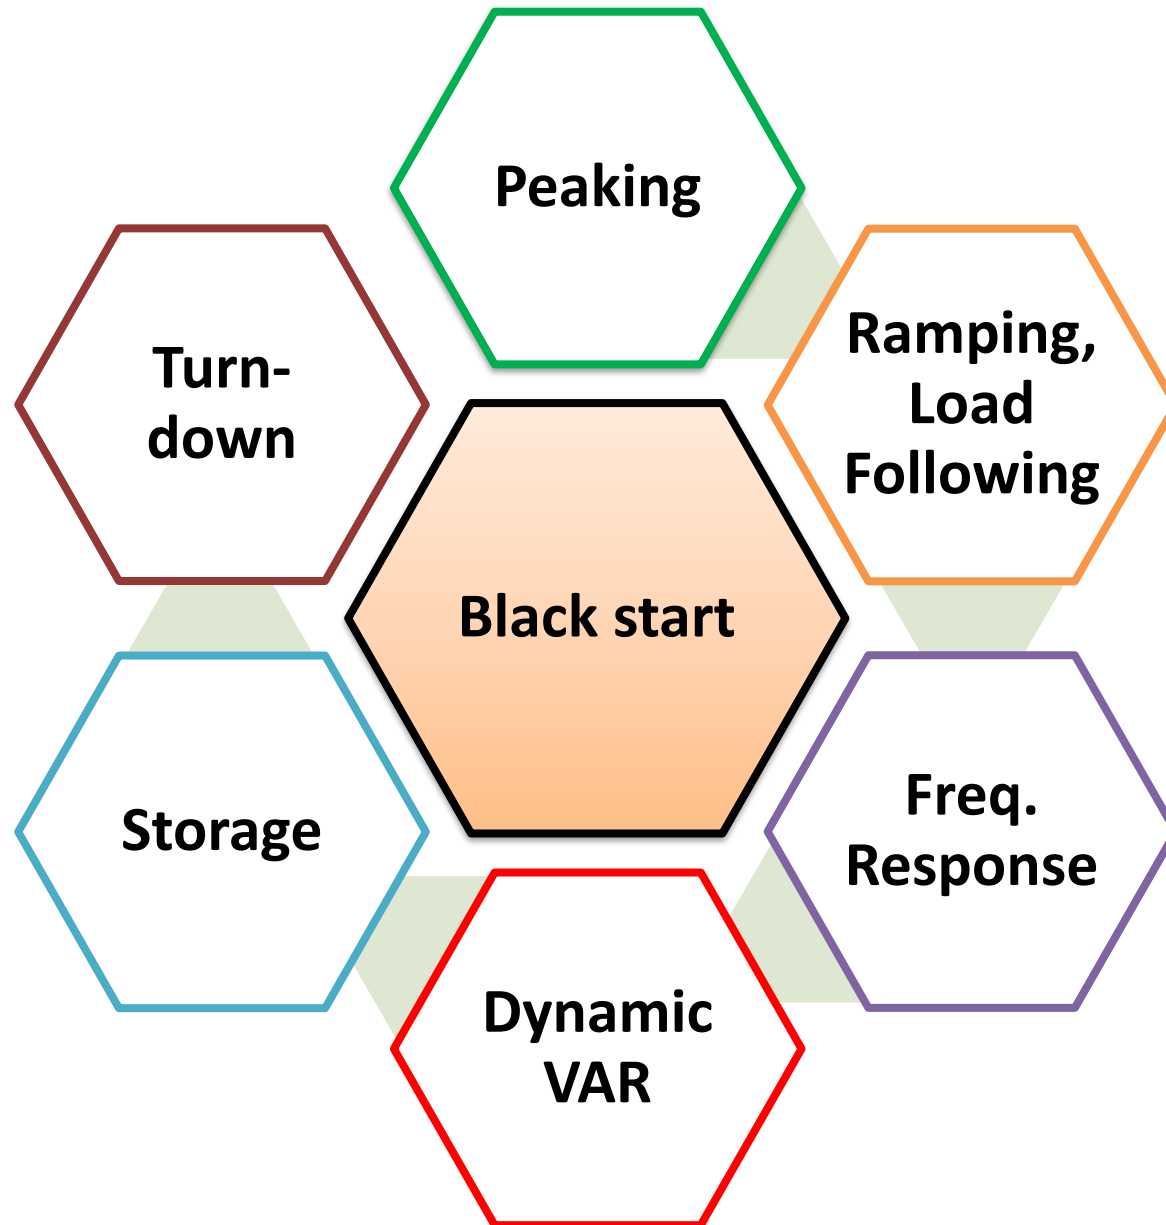 Peaking
Ramping,
Load
Following
Turn-
down
Black start
Freq.
Response
Storage
Dynamic
VAR